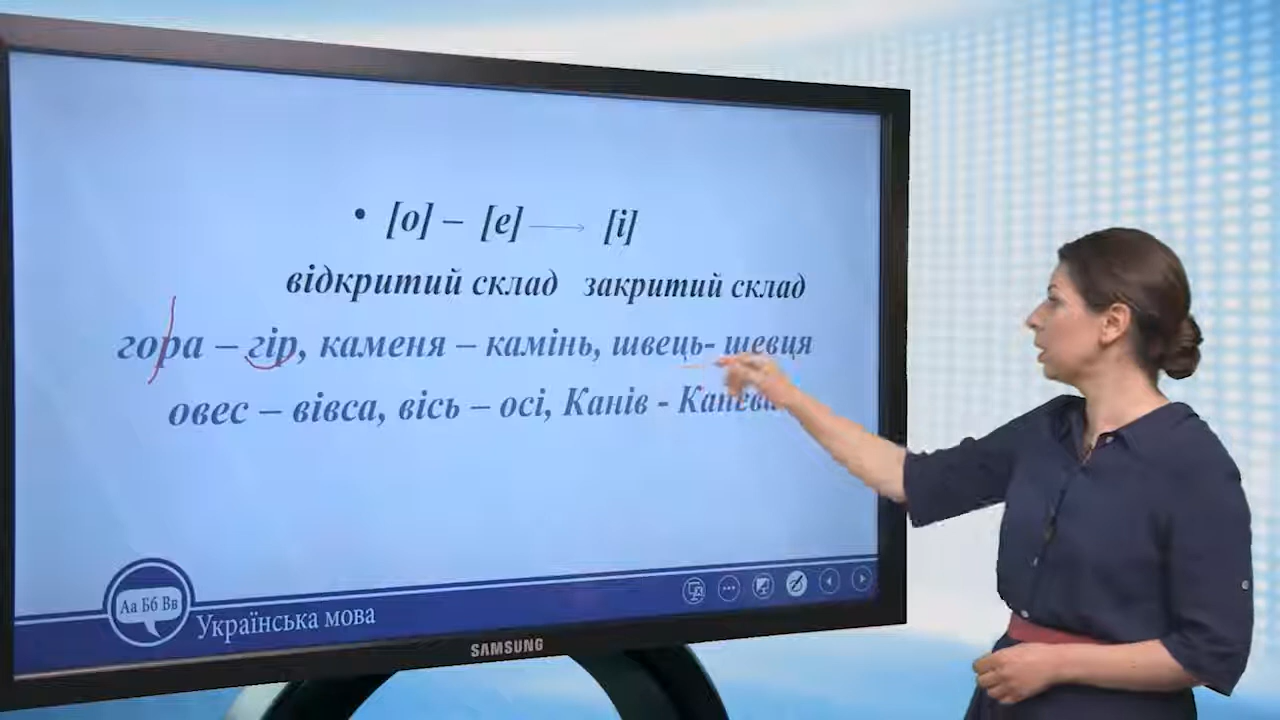 • [о] – [е] → [і]
відкритий склад закритий склад
гора – гір, каменя – камінь, швець- шевця
овес – вівса, вісь – осі, Канів -
Аа Бб Вв
Українська мова
SAMSUNG